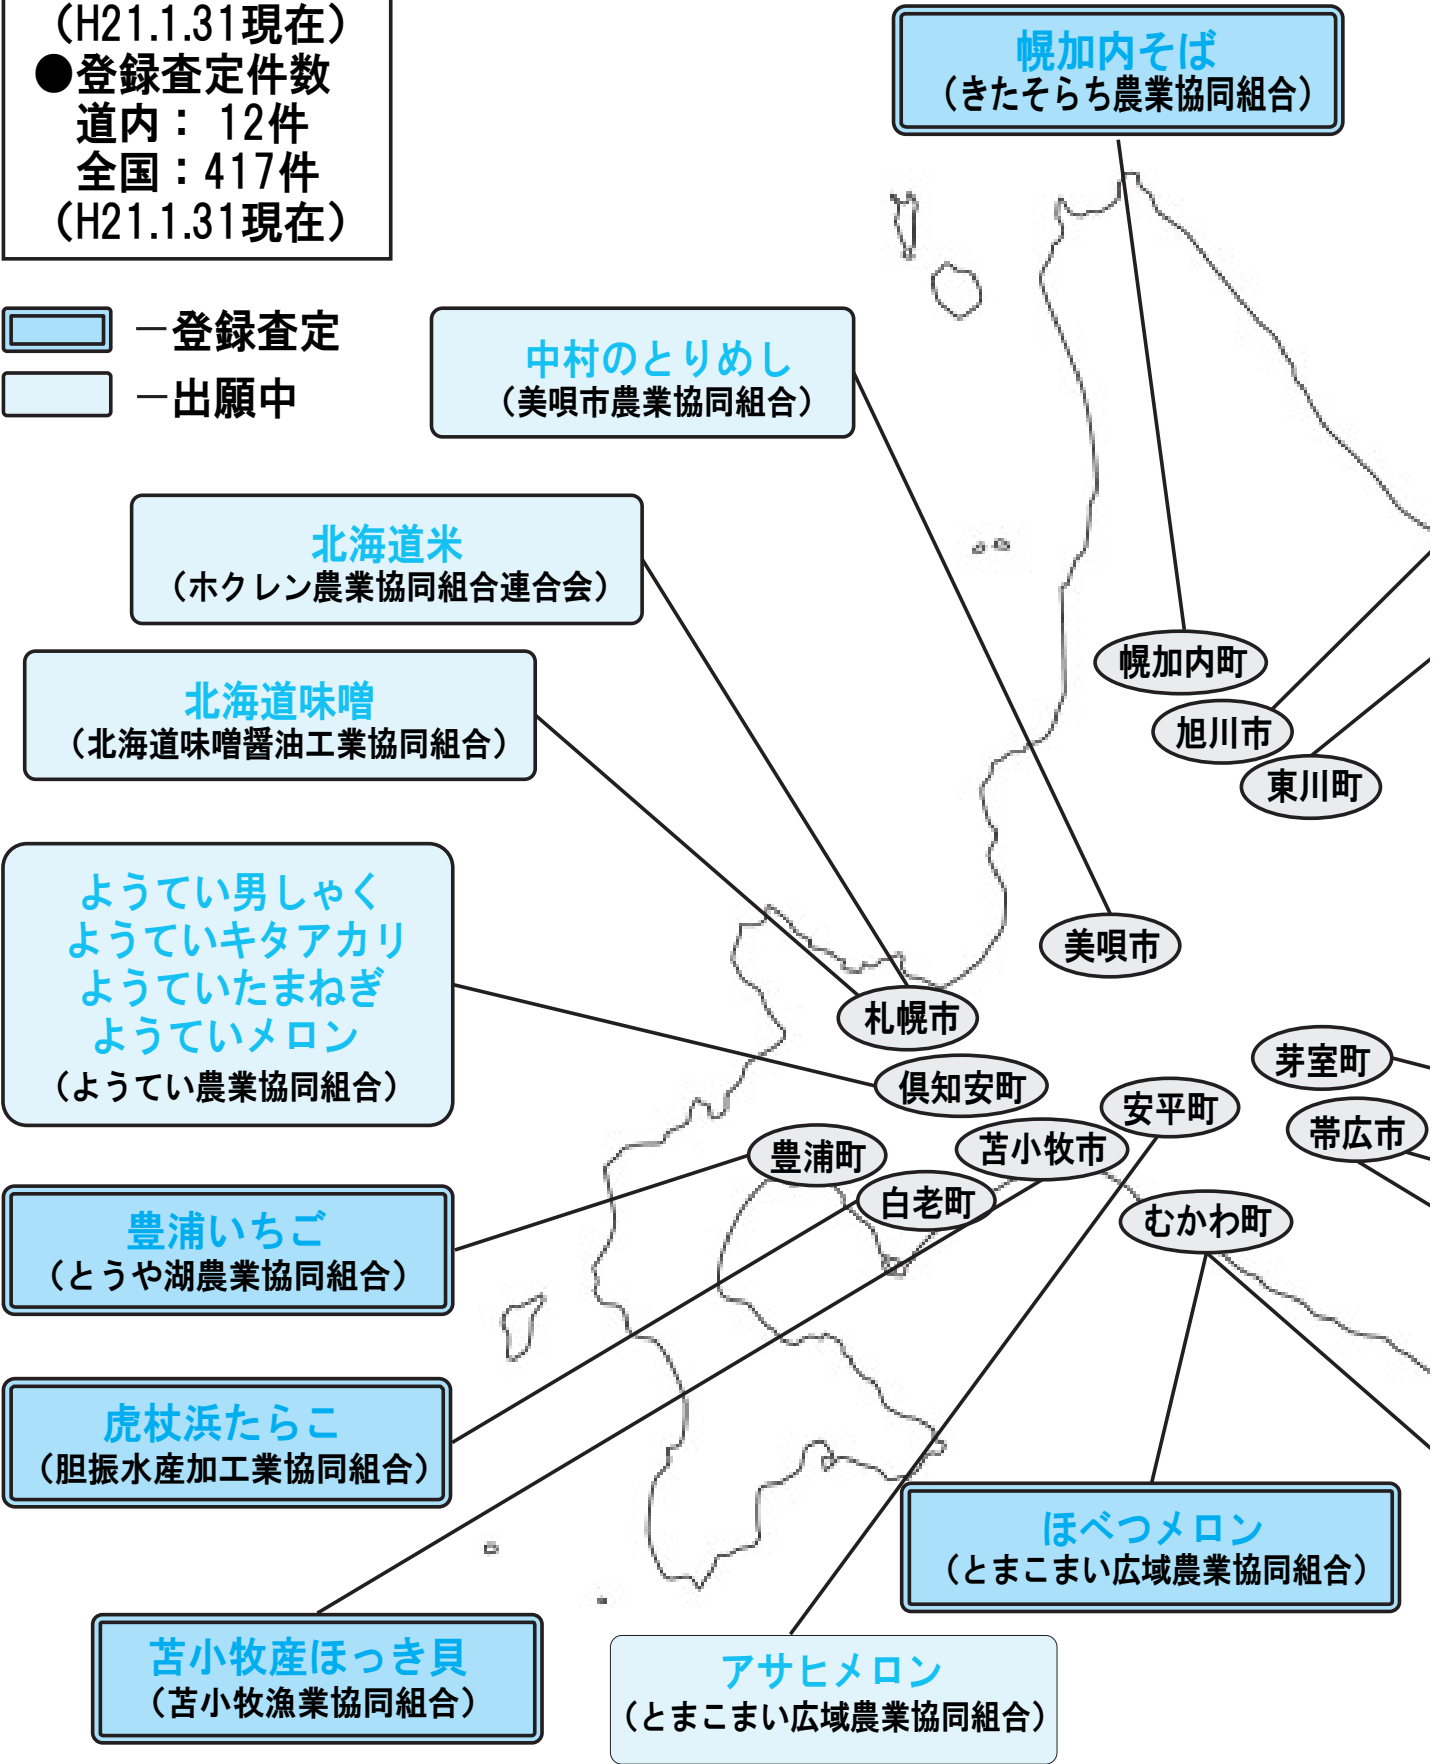 （H21.1.31現在）
●登録査定件数
道内： 12件
全国：417件
（H21.1.31現在）
－登録査定
－出願中
幌加内そば
（きたそらち農業協同組合）
中村のとりめし
（美唄市農業協同組合）
北海道米
（ホクレン農業協同組合連合会）
北海道味噌
（北海道味噌醤油工業協同組合）
ようてい男しゃく
ようていキタアカリ
ようていたまねぎ
ようていメロン
（ようてい農業協同組合）
豊浦いちご
（とうや湖農業協同組合）
虎杖浜たらこ
（胆振水産加工業協同組合）
苫小牧産ほっき貝
（苫小牧漁業協同組合）
アサヒメロン
（とまこまい広域農業協同組合）
ほべつメロン
（とまこまい広域農業協同組合）
幌加内町
旭川市
東川町
美唄市
札幌市
倶知安町
芽室町
安平町
帯広市
苫小牧市
豊浦町
白老町
むかわ町